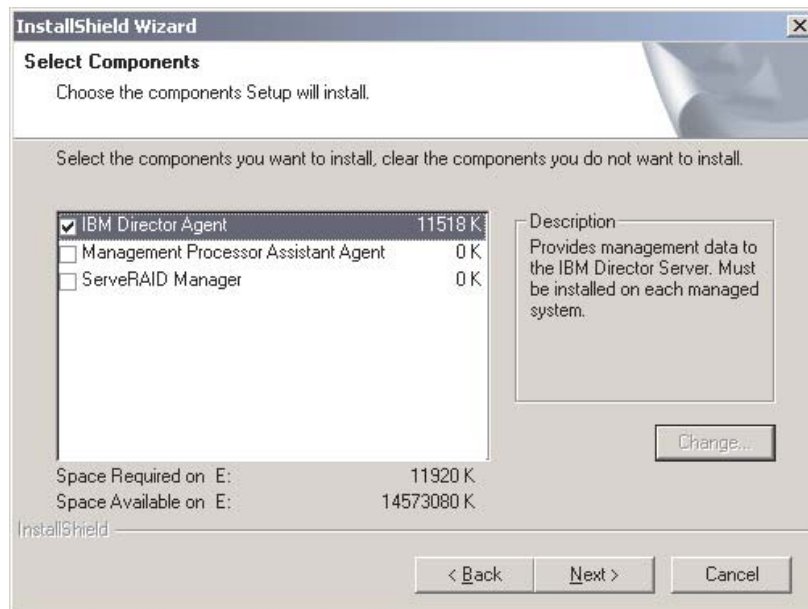 InstallShield Wizard
Select Components
Choose the components Setup will install.
Select the components you want to install, clear the components you do not want to install.
IBM Director Agent 11518 K
Management Processor Assistant Agent 0 K
ServeRAID Manager 0 K
Description
Provides management data to
the IBM Director Server. Must
be installed on each managed
system.
Change...
Space Required on E: 11920 K
Space Available on E: 14573080 K
InstallShield
< Back
Next >
Cancel